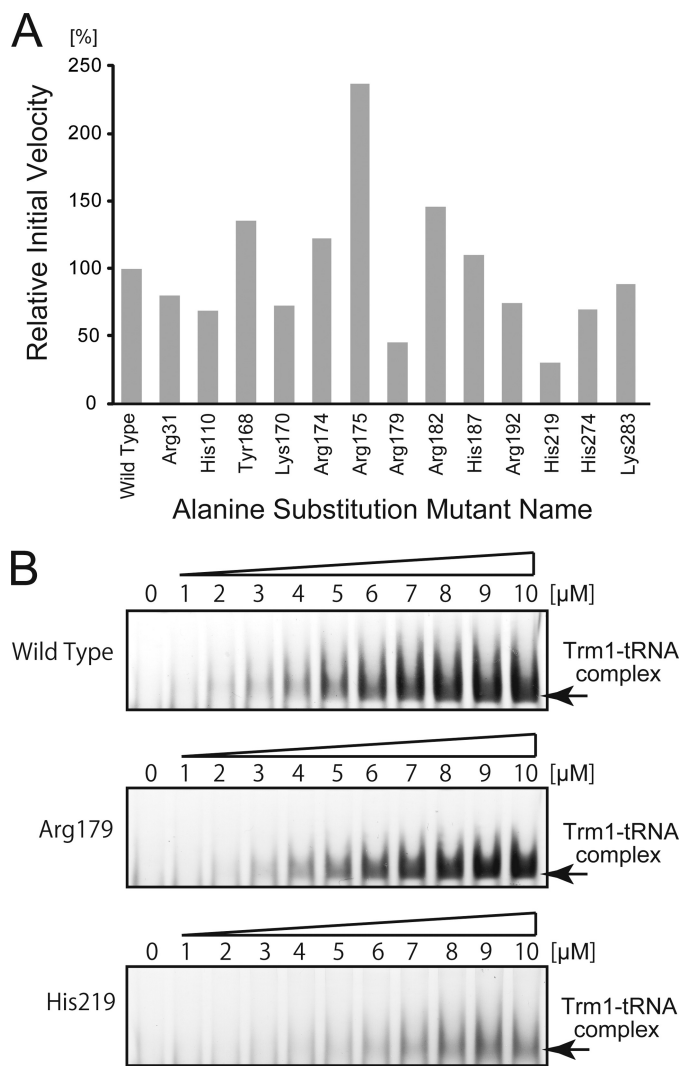 A
[%]
250
200
150
100
50
0
Relative Initial Velocity
Wild Type
Arg31
His110
Tyr168
Lys170
Arg174
Arg175
Arg179
Arg182
His187
Arg192
His219
His274
Lys283
Alanine Substitution Mutant Name
B
0 1 2 3 4 5 6 7 8 9 10 [μM]
Wild Type
Trm1-tRNA
complex
0 1 2 3 4 5 6 7 8 9 10 [μM]
Arg179
Trm1-tRNA
complex
0 1 2 3 4 5 6 7 8 9 10 [μM]
His219
Trm1-tRNA
complex